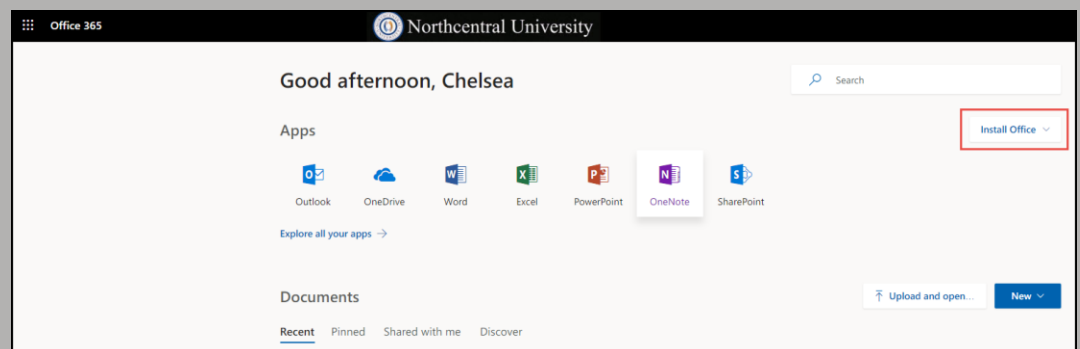 Office 365
Northcentral University
Good afternoon, Chelsea
Search
Apps
Install Office
Outlook OneDrive Word Excel PowerPoint OneNote SharePoint
Explore all your apps →
Documents
Upload and open...
New
Recent Pinned Shared with me Discover